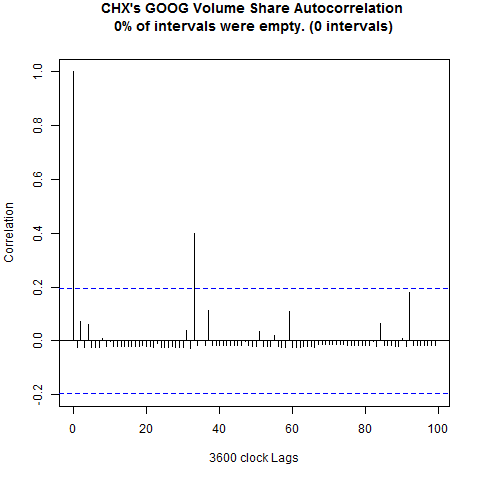 CHX's GOOG Volume Share Autocorrelation
0% of intervals were empty. (0 intervals)
Correlation
1.0
0.8
0.6
0.4
0.2
0.0
-0.2
0 20 40 60 80 100
3600 clock Lags